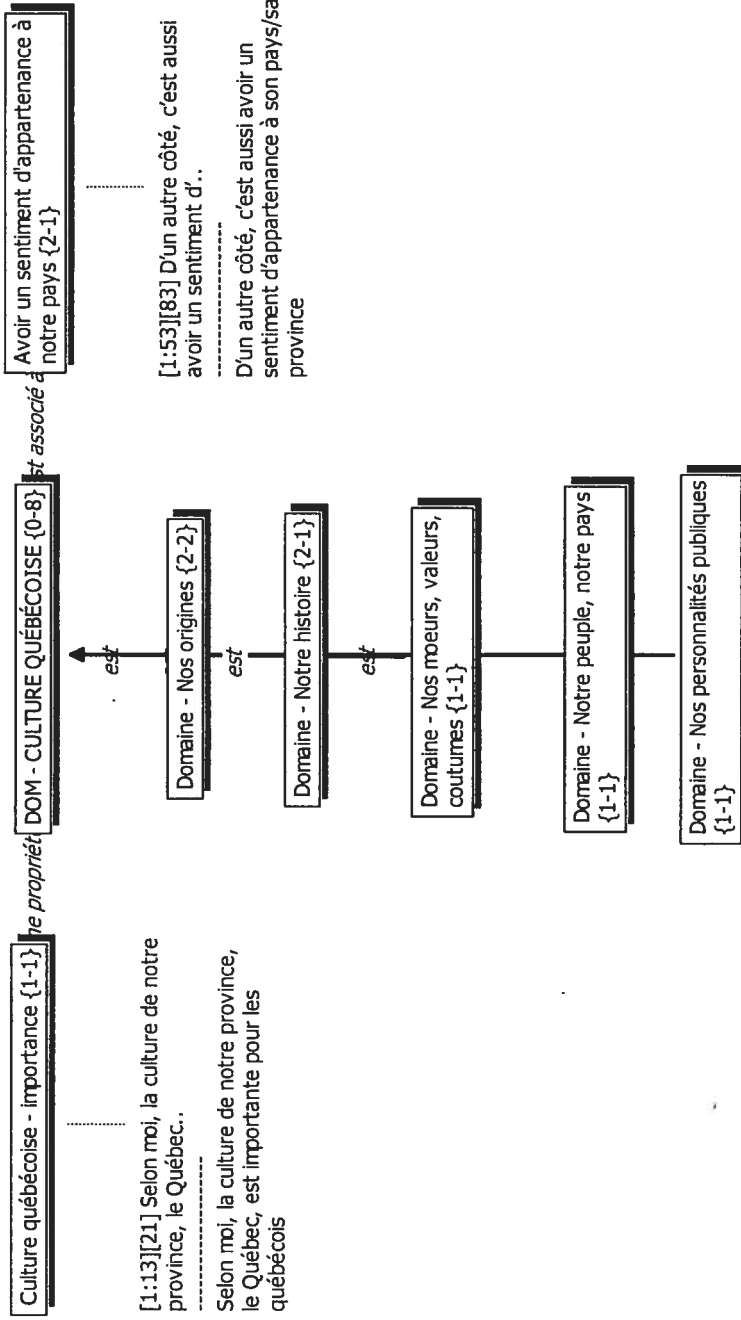 Culture québécoise - importance {1-1}
ne propriét
DOM - CULTURE QUÉBÉCOISE {0-8}
st associé à
Avoir un sentiment d'appartenance à
notre pays {2-1}
[1:13][21] Selon moi, la culture de notre
province, le Québec..
Selon moi, la culture de notre province,
le Québec, est importante pour les
québécois
est
Domaine - Nos origines {2-2}
est
Domaine - Notre histoire {2-1}
est
Domaine - Nos moeurs, valeurs,
coutumes {1-1}
Domaine - Notre peuple, notre pays
{1-1}
Domaine - Nos personnalités publiques
{1-1}
[1:53][83] D'un autre côté, c'est aussi
avoir un sentiment d'..
D'un autre côté, c'est aussi avoir un
sentiment d'appartenance à son pays/sa
province